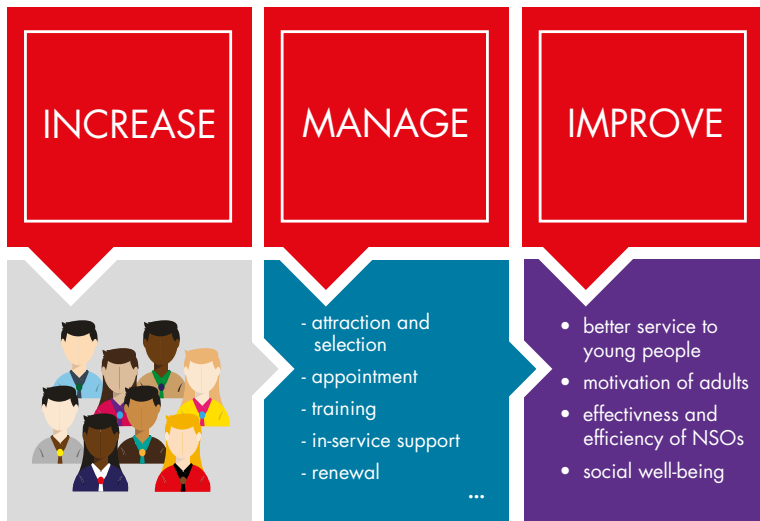 INCREASE
MANAGE
IMPROVE
- attraction and
selection
- appointment
- training
- in-service support
- renewal
...
• better service to
young people
• motivation of adults
• effectivness and
efficiency of NSOs
• social well-being